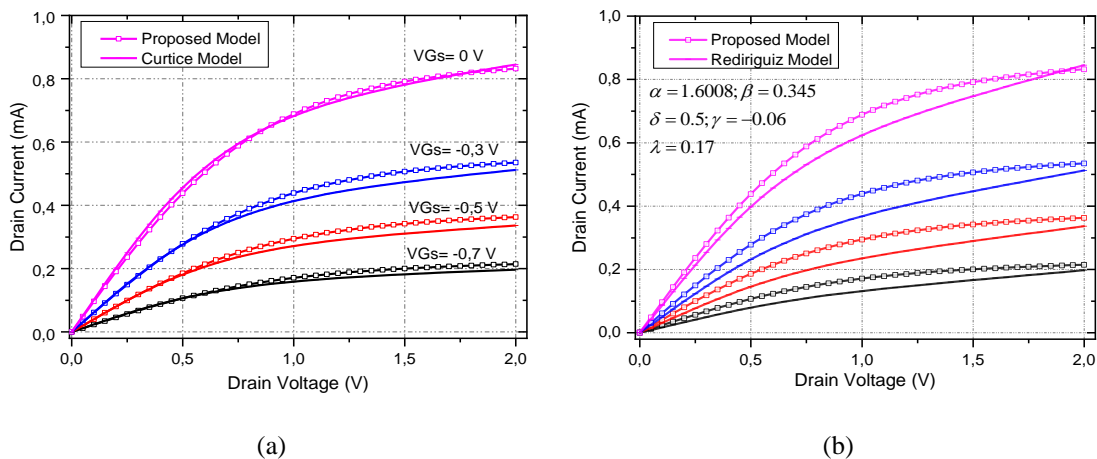 1,0
0,8
0,6
0,4
0,2
0,0
Drain Current (mA)
Proposed Model
Curtice Model
VGs= 0 V
VGs= -0,3 V
VGs= -0,5 V
VGs= -0,7 V
0,0 0,5 1,0 1,5 2,0
Drain Voltage (V)
(a)
1,0
0,8
0,6
0,4
0,2
0,0
Drain Current (mA)
Proposed Model
Rediriguiz Model
α = 1.6008; β = 0.345
δ = 0.5; γ = −0.06
λ = 0.17
0,0 0,5 1,0 1,5 2,0
Drain Voltage (V)
(b)